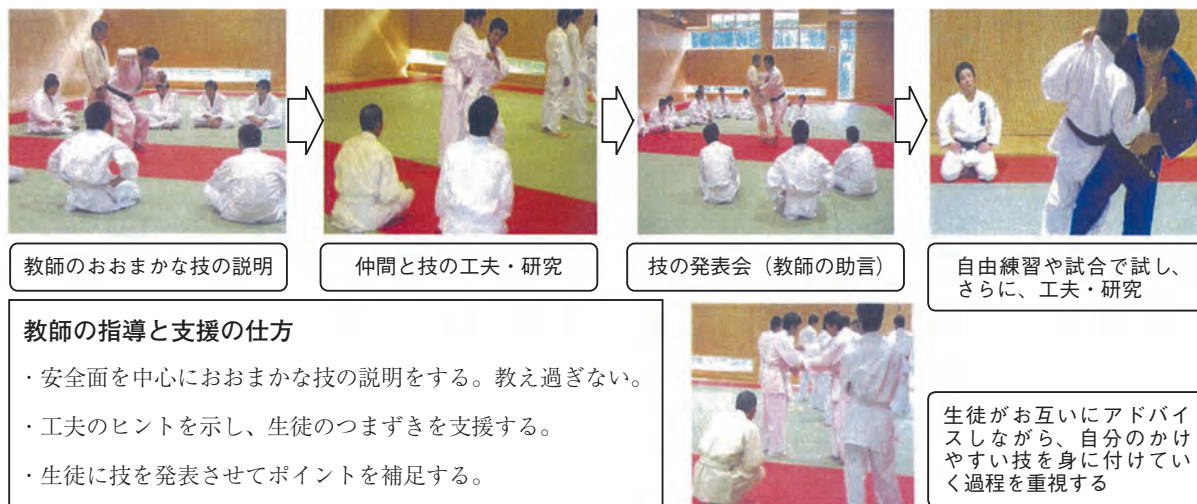 教師のおおまかな技の説明
仲間と技の工夫・研究
技の発表会（教師の助言）
自由練習や試合で試し、
さらに、工夫・研究
教師の指導と支援の仕方
・安全面を中心におおまかな技の説明をする。教え過ぎない。
・工夫のヒントを示し、生徒のつまずきを支援する。
・生徒に技を発表させてポイントを補足する。
生徒がお互いにアドバイ
スしながら、自分のかけ
やすい技を身に付けてい
く過程を重視する